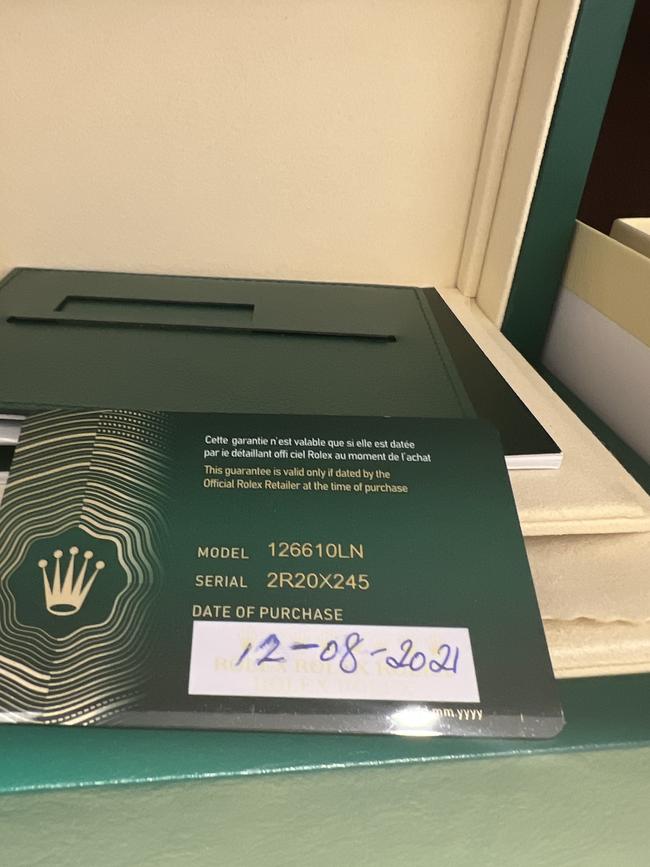 Cette garantie n'est valable que si elle est datée
par le détaillant offi ciel Rolex au moment de l'achat
This guarantee is valid only if dated by the
Official Rolex Retailer at the time of purchase
MODEL 126610LN
SERIAL 2R20X245
DATE OF PURCHASE
12-08-2021
mm.yyyy